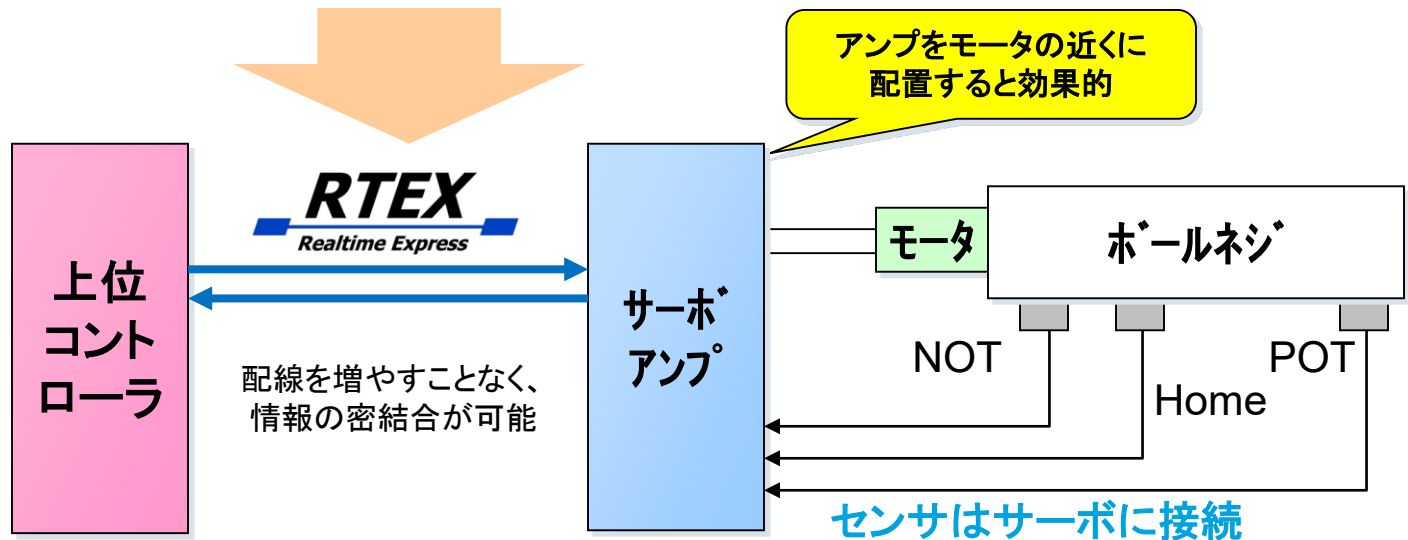 アンプをモータの近くに
配置すると効果的
RTEX
Realtime Express
上位
コント
ローラ
サーボ
アンプ
モータ
ボールネジ
配線を増やすことなく、
情報の密結合が可能
NOT
Home
POT
センサはサーボに接続